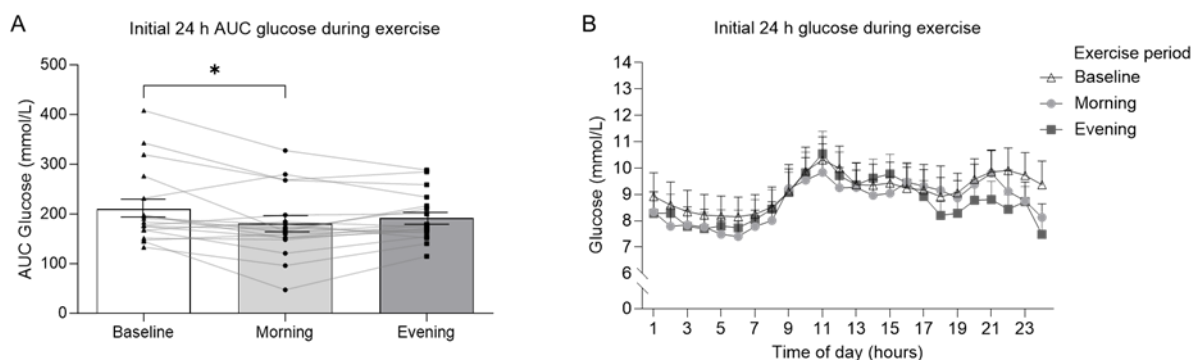 A
Initial 24 h AUC glucose during exercise
AUC Glucose (mmol/L)
500
400
300
200
100
0
*
Baseline
Morning
Evening
B
Initial 24 h glucose during exercise
Exercise period
Baseline
Morning
Evening
Glucose (mmol/L)
14
13
12
11
10
9
8
7
6
0
1
3
5
7
9
11
13
15
17
19
21
23
Time of day (hours)